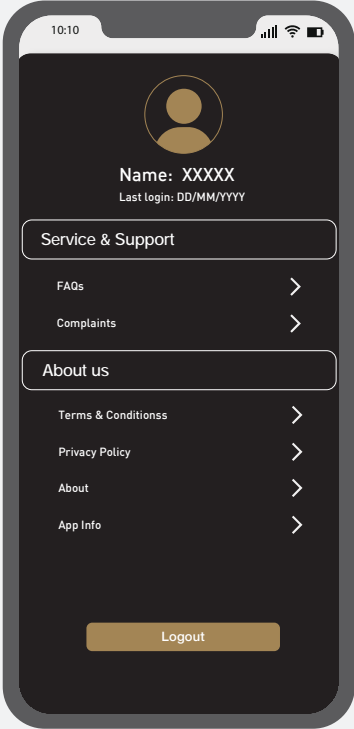 10:10
Name: XXXXX
Last login: DD/MM/YYYY
Service & Support
FAQs
Complaints
About us
Terms & Conditionss
Privacy Policy
About
App Info
Logout